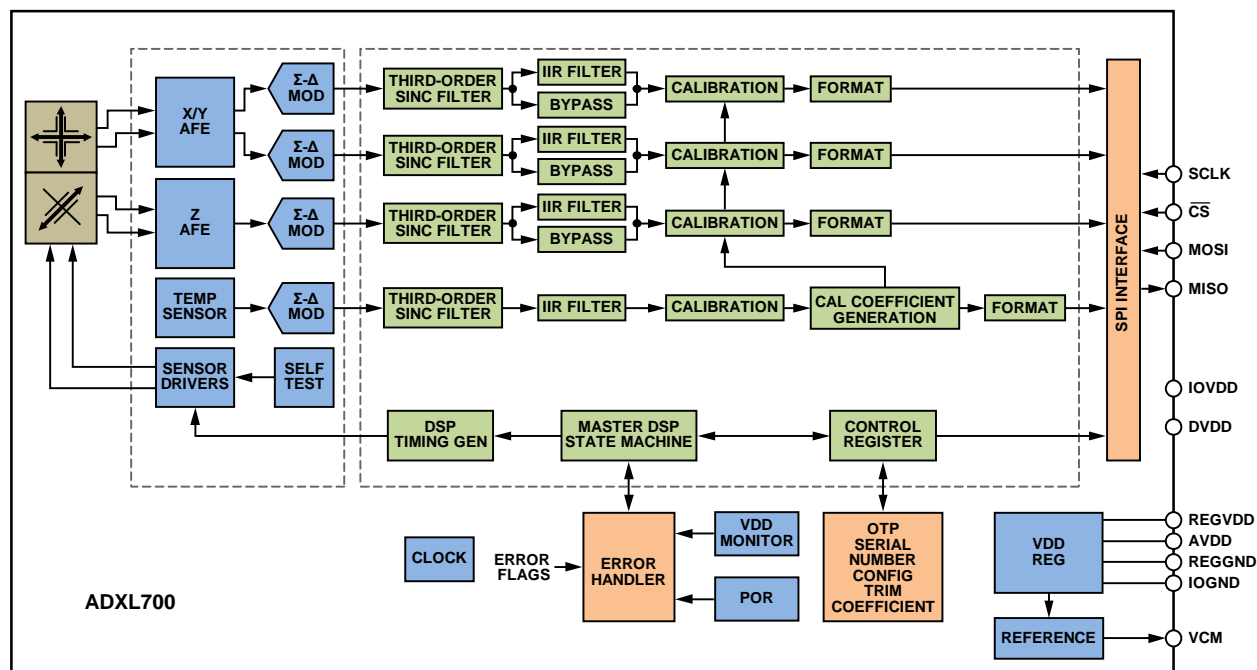 X/Y
AFE
Σ-Δ
MOD
THIRD-ORDER
SINC FILTER
IIR FILTER
BYPASS
CALIBRATION
FORMAT
Σ-Δ
MOD
THIRD-ORDER
SINC FILTER
IIR FILTER
BYPASS
CALIBRATION
FORMAT
Z
AFE
Σ-Δ
MOD
THIRD-ORDER
SINC FILTER
IIR FILTER
BYPASS
CALIBRATION
FORMAT
TEMP
SENSOR
Σ-Δ
MOD
THIRD-ORDER
SINC FILTER
IIR FILTER
CALIBRATION
CAL COEFFICIENT
GENERATION
FORMAT
SPI INTERFACE
SCLK
CS
MOSI
MISO
IOVDD
DVDD
SENSOR
DRIVERS
SELF
TEST
DSP
TIMING GEN
MASTER DSP
STATE MACHINE
CONTROL
REGISTER
CLOCK
ERROR
FLAGS
ERROR
HANDLER
VDD
MONITOR
POR
OTP
SERIAL
NUMBER
CONFIG
TRIM
COEFFICIENT
VDD
REG
REGVDD
AVDD
REGGND
IOGND
REFERENCE
VCM
ADXL700